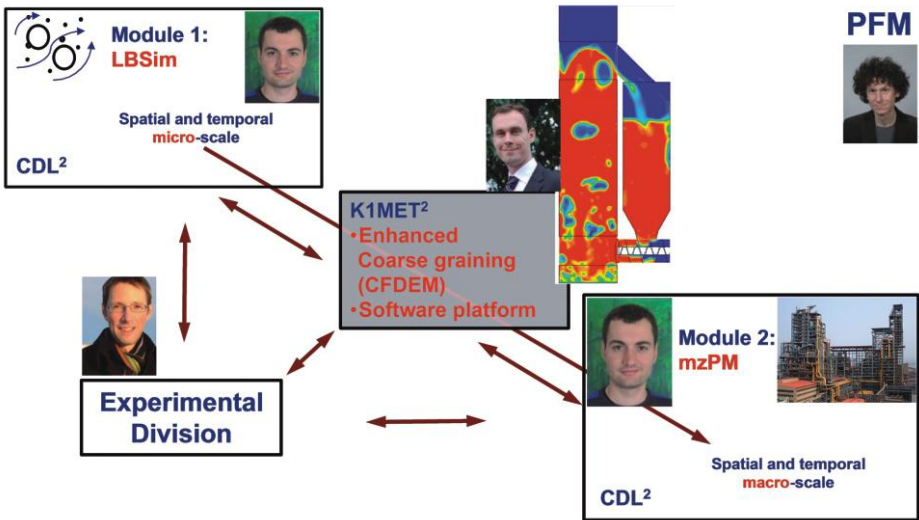 Module 1:
LBSim
Spatial and temporal
micro-scale
CDL²
PFM
K1MET²
•Enhanced
Coarse graining
(CFDEM)
•Software platform
Experimental
Division
Module 2:
mzPM
Spatial and temporal
macro-scale
CDL²